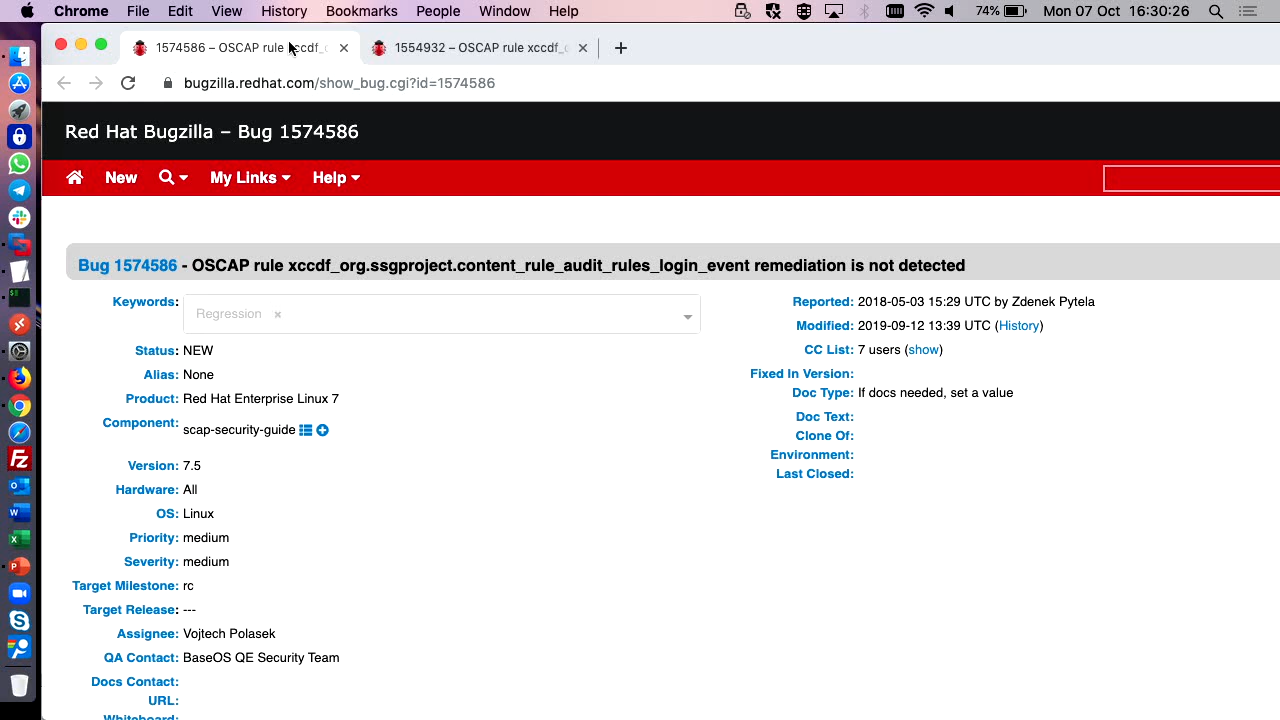 Chrome File Edit View History Bookmarks People Window Help 74% Mon 07 Oct 16:30:26
1574586 – OSCAP rule xccdf_o 1554932 – OSCAP rule xccdf_o
bugzilla.redhat.com/show_bug.cgi?id=1574586
Red Hat Bugzilla – Bug 1574586
New My Links Help
Bug 1574586 - OSCAP rule xccdf_org.ssgproject.content_rule_audit_rules_login_event remediation is not detected
Keywords: Regression ×
Status: NEW
Alias: None
Product: Red Hat Enterprise Linux 7
Component: scap-security-guide
Version: 7.5
Hardware: All
OS: Linux
Priority: medium
Severity: medium
Target Milestone: rc
Target Release: ---
Assignee: Vojtech Polasek
QA Contact: BaseOS QE Security Team
Docs Contact:
URL:
Whiteboard:
Reported: 2018-05-03 15:29 UTC by Zdenek Pytela
Modified: 2019-09-12 13:39 UTC (History)
CC List: 7 users (show)
Fixed In Version:
Doc Type: If docs needed, set a value
Doc Text:
Clone Of:
Environment:
Last Closed: